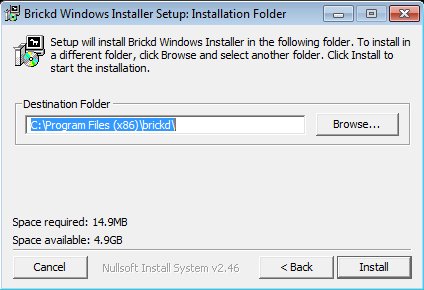 Brickd Windows Installer Setup: Installation Folder
Setup will install Brickd Windows Installer in the following folder. To install in
a different folder, click Browse and select another folder. Click Install to
start the installation.
Destination Folder
C:\Program Files (x86)\brickd\
Browse...
Space required: 14.9MB
Space available: 4.9GB
Cancel
Nullsoft Install System v2.46
< Back
Install